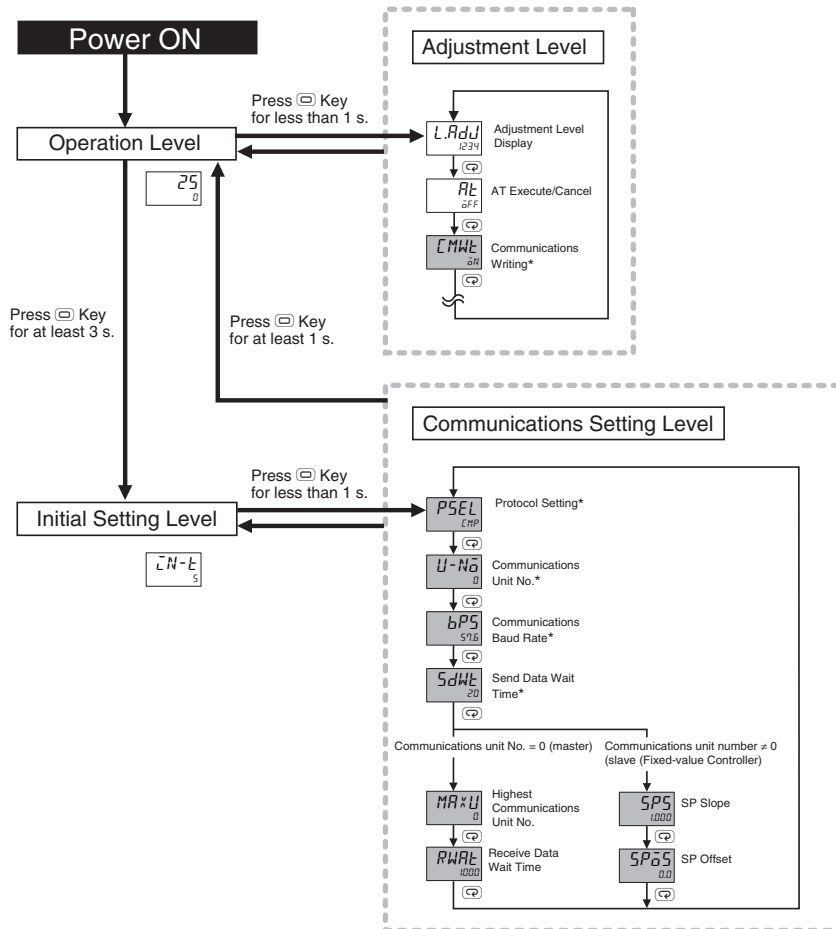 Power ON
Adjustment Level
Press Key
for less than 1 s.
Operation Level
25
0
L.AdJ
1234
Adjustment Level
Display
At
oFF
AT Execute/Cancel
CMWt
oN
Communications
Writing*
Press Key
for at least 3 s.
Press Key
for at least 1 s.
Communications Setting Level
Press Key
for less than 1 s.
Initial Setting Level
iN-t
5
PSEL
CMP
Protocol Setting*
U-No
0
Communications
Unit No.*
bPS
57.6
Communications
Baud Rate*
SdWt
20
Send Data Wait
Time*
Communications unit No. = 0 (master)
Communications unit number ≠ 0
(slave (Fixed-value Controller)
MAXU
0
Highest
Communications
Unit No.
SPS
1.000
SP Slope
RWAt
1000
Receive Data
Wait Time
SPoS
0.0
SP Offset